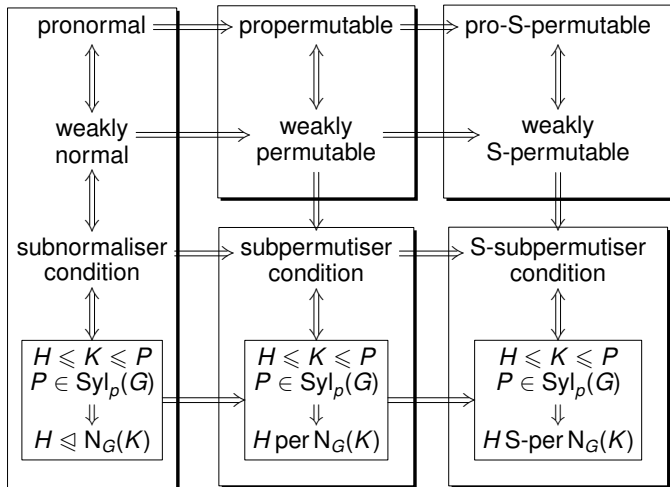 pronormal propermutable pro-S-permutable
weakly normal
weakly permutable
weakly S-permutable
subnormaliser condition
subpermutiser condition
S-subpermutiser condition
H ⩽ K ⩽ P
P ∈ Syl_p(G)
⇓
H ⊴ N_G(K)
H ⩽ K ⩽ P
P ∈ Syl_p(G)
⇓
H per N_G(K)
H ⩽ K ⩽ P
P ∈ Syl_p(G)
⇓
H S-per N_G(K)